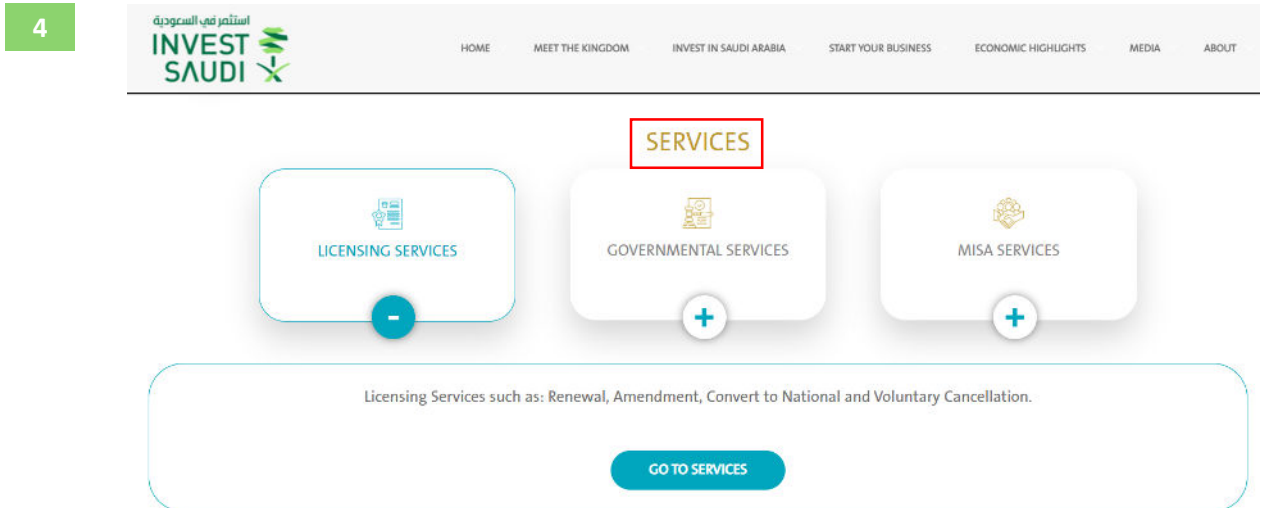 4
استثمر في السعودية
INVEST
SAUDI
HOME MEET THE KINGDOM INVEST IN SAUDI ARABIA START YOUR BUSINESS ECONOMIC HIGHLIGHTS MEDIA ABOUT
SERVICES
LICENSING SERVICES GOVERNMENTAL SERVICES MISA SERVICES
- + +
Licensing Services such as: Renewal, Amendment, Convert to National and Voluntary Cancellation.
GO TO SERVICES